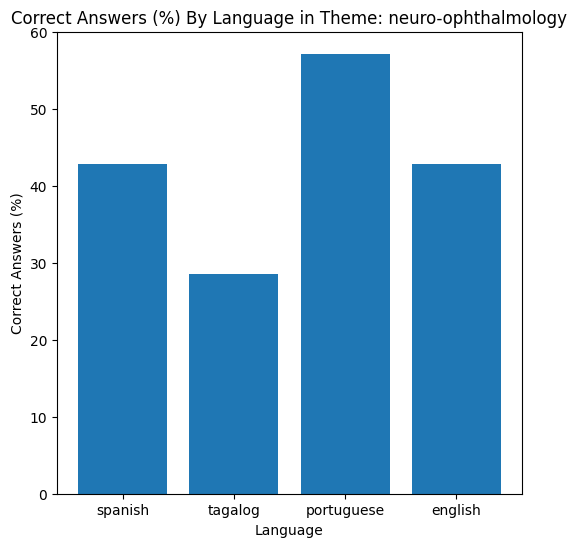 Correct Answers (%) By Language in Theme: neuro-ophthalmology
60
50
40
30
20
10
0
Correct Answers (%)
spanish tagalog portuguese english
Language